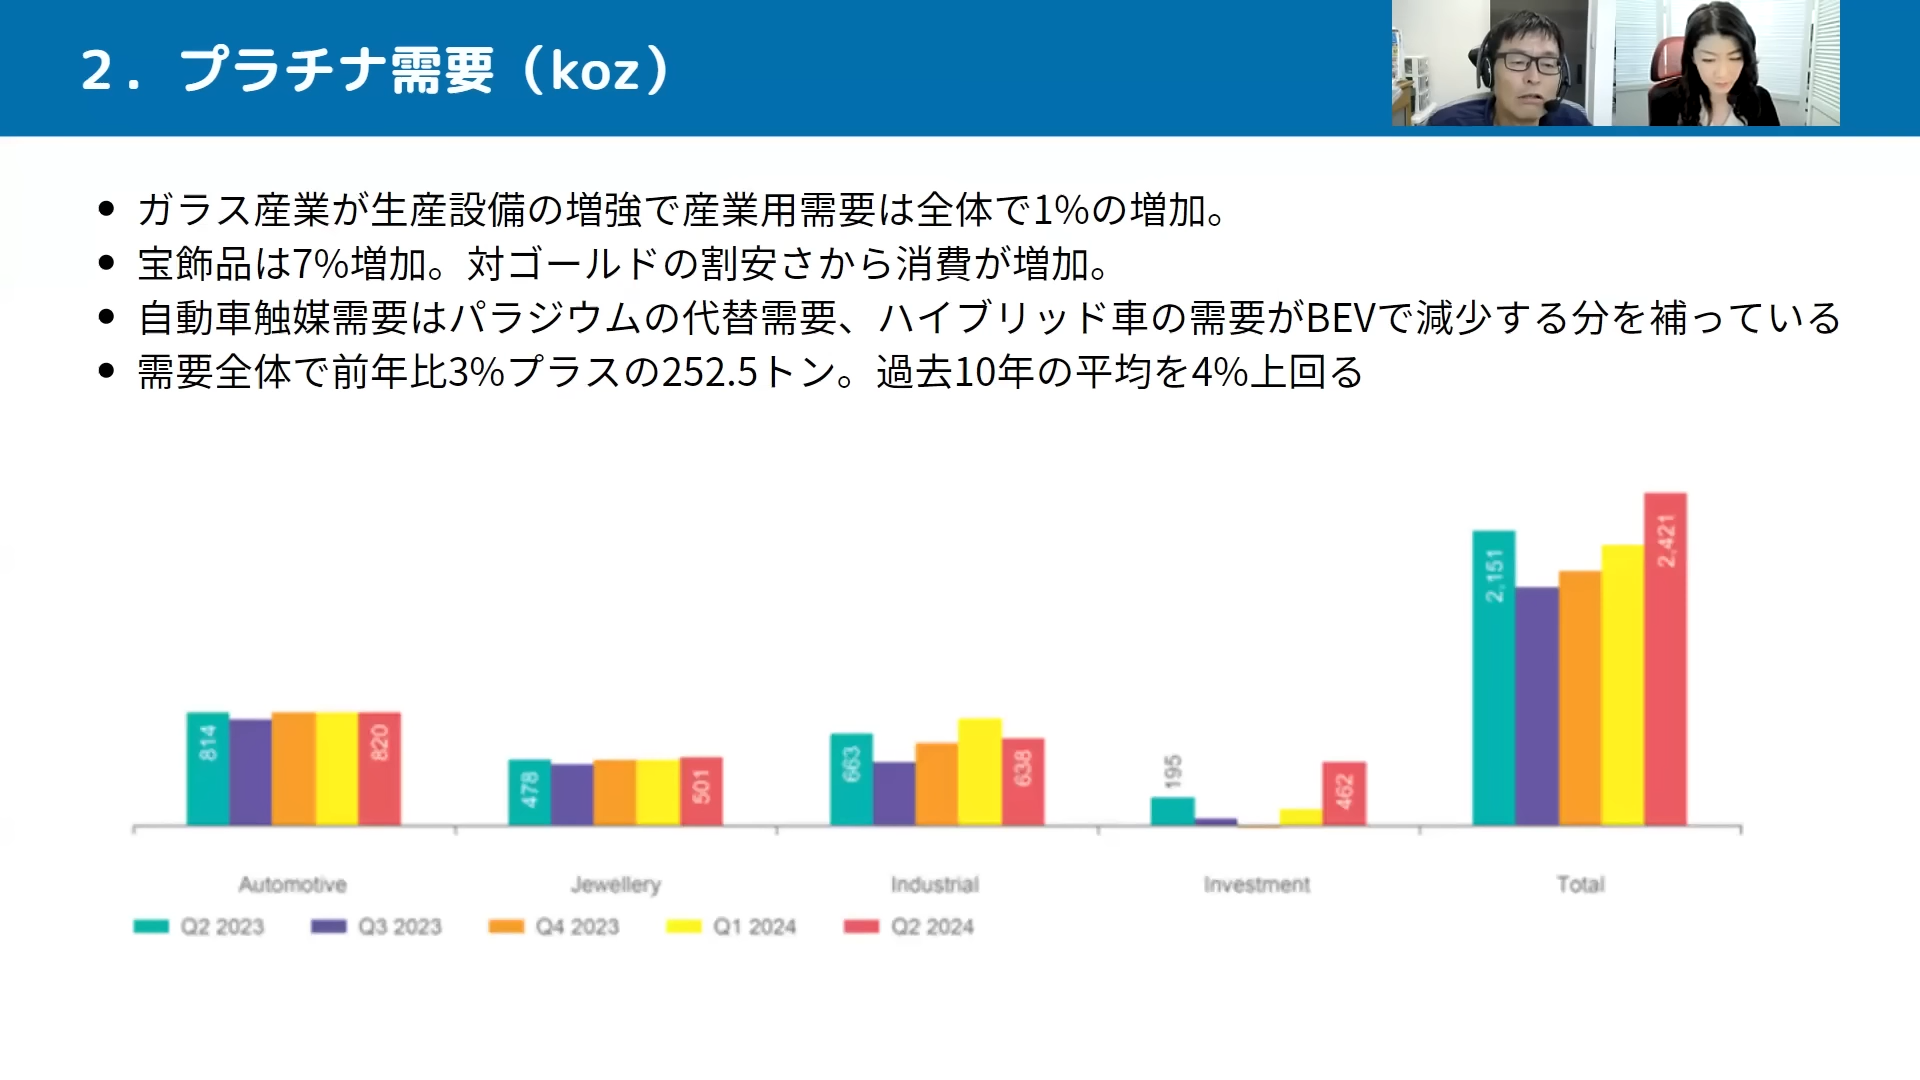 ２．プラチナ需要（koz）
• ガラス産業が生産設備の増強で産業用需要は全体で1%の増加。
• 宝飾品は7%増加。対ゴールドの割安さから消費が増加。
• 自動車触媒需要はパラジウムの代替需要、ハイブリッド車の需要がBEVで減少する分を補っている
• 需要全体で前年比3%プラスの252.5トン。過去10年の平均を4%上回る
814 820 478 501 663 638 195 462 2,151 2,421
Automotive Jewellery Industrial Investment Total
Q2 2023 Q3 2023 Q4 2023 Q1 2024 Q2 2024